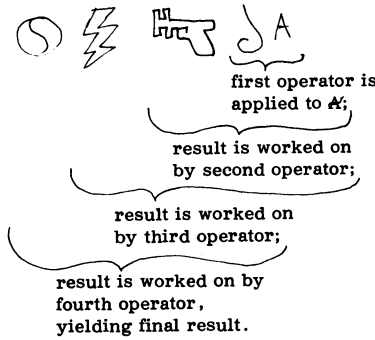 A
first operator is
applied to A;
result is worked on
by second operator;
result is worked on
by third operator;
result is worked on by
fourth operator,
yielding final result.